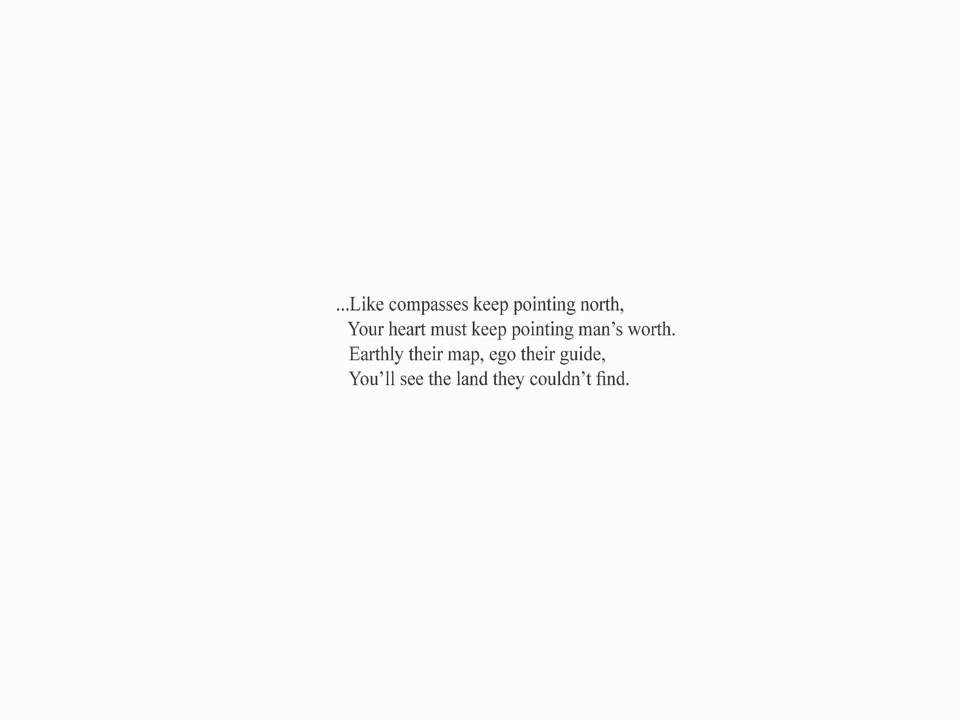 ...Like compasses keep pointing north,
Your heart must keep pointing man’s worth.
Earthly their map, ego their guide,
You’ll see the land they couldn’t find.